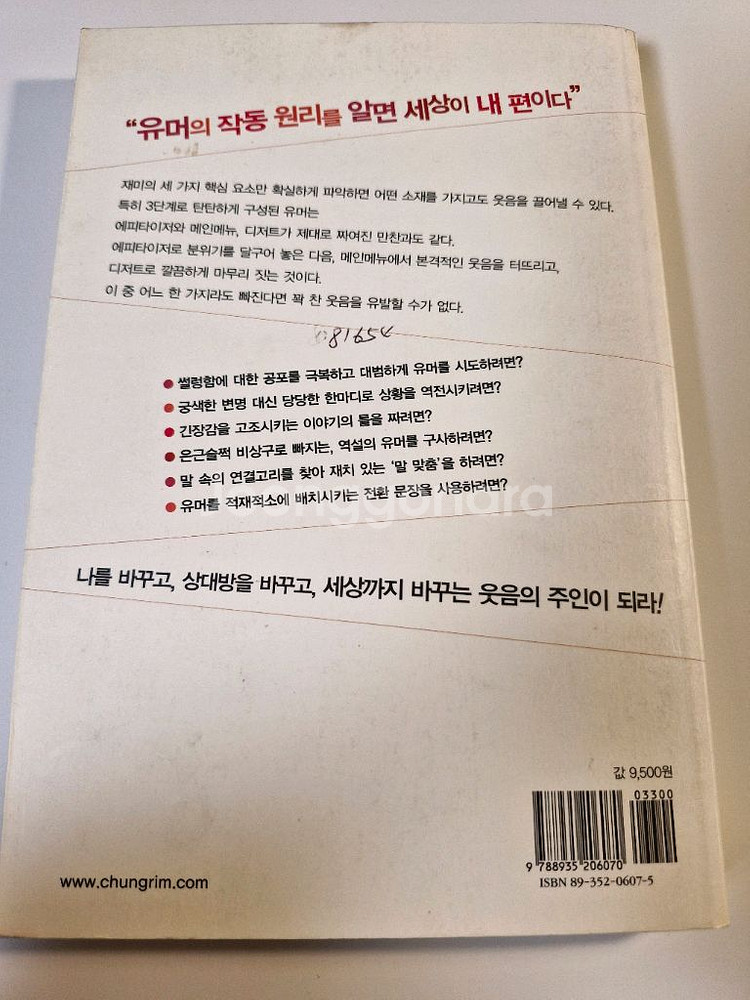 “유머의 작동 원리를 알면 세상이 내 편이다”
재미의 세 가지 핵심 요소만 확실하게 파악하면 어떤 소재를 가지고도 웃음을 끌어낼 수 있다.
특히 3단계로 탄탄하게 구성된 유머는
에피타이저와 메인메뉴, 디저트가 제대로 짜여진 만찬과도 같다.
에피타이저로 분위기를 달구어 놓은 다음, 메인메뉴에서 본격적인 웃음을 터뜨리고,
디저트로 깔끔하게 마무리 짓는 것이다.
이 중 어느 한 가지라도 빠진다면 꽉 찬 웃음을 유발할 수가 없다.
081654
● 썰렁함에 대한 공포를 극복하고 대범하게 유머를 시도하려면?
● 궁색한 변명 대신 당당한 한마디로 상황을 역전시키려면?
● 긴장감을 고조시키는 이야기의 틀을 짜려면?
● 은근슬쩍 비상구로 빠지는, 역설의 유머를 구사하려면?
● 말 속의 연결고리를 찾아 재치 있는 ‘말 맞춤’을 하려면?
● 유머를 적재적소에 배치시키는 전환 문장을 사용하려면?
나를 바꾸고, 상대방을 바꾸고, 세상까지 바꾸는 웃음의 주인이 되라!
값 9,500원
03300
9 788935 206070
ISBN 89-352-0607-5
www.chungrim.com